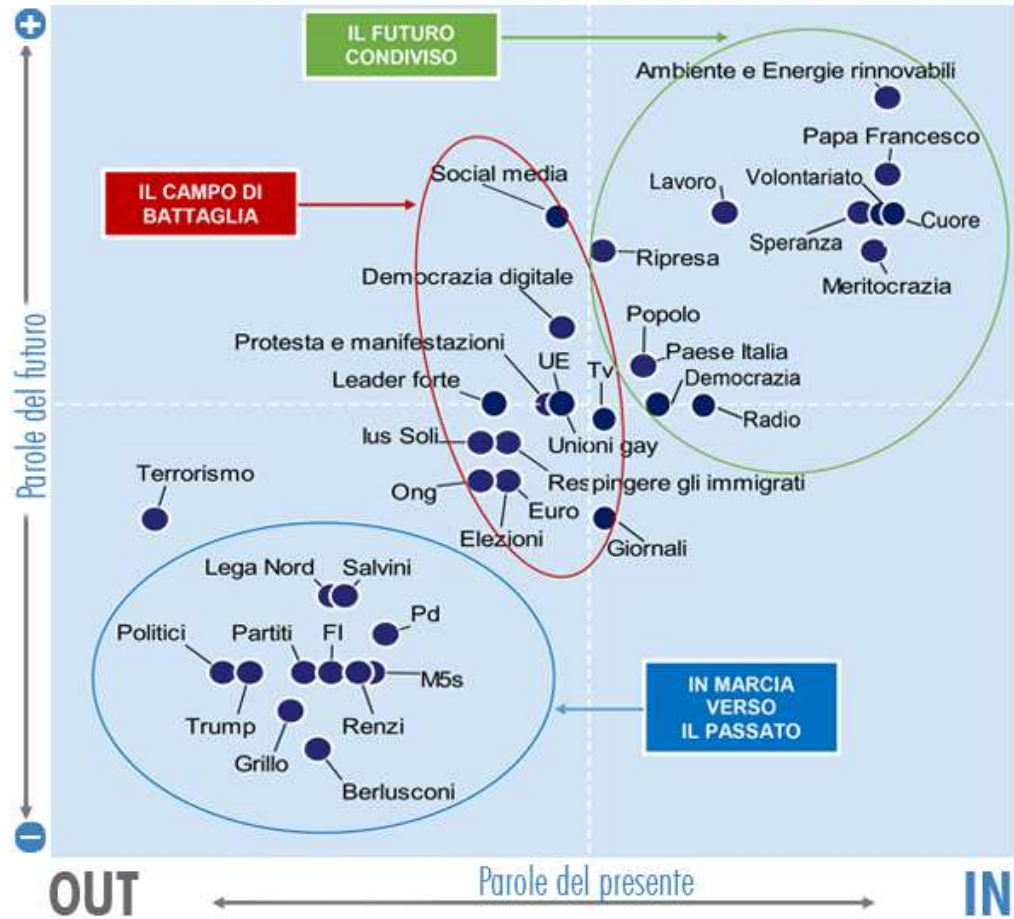 IL FUTURO
CONDIVISO
Ambiente e Energie rinnovabili
Papa Francesco
Social media
Lavoro
Volontariato
IL CAMPO DI
BATTAGLIA
Speranza
Cuore
Ripresa
Democrazia digitale
Meritocrazia
Popolo
Protesta e manifestazioni
UE
Tv
Paese Italia
Leader forte
Democrazia
Radio
Ius Soli
Unioni gay
Terrorismo
Ong
Respingere gli immigrati
Euro
Elezioni
Giornali
Lega Nord
Salvini
Pd
Politici
Partiti
FI
M5s
IN MARCIA
VERSO
IL PASSATO
Trump
Renzi
Grillo
Berlusconi
Parole del futuro
OUT
Parole del presente
IN